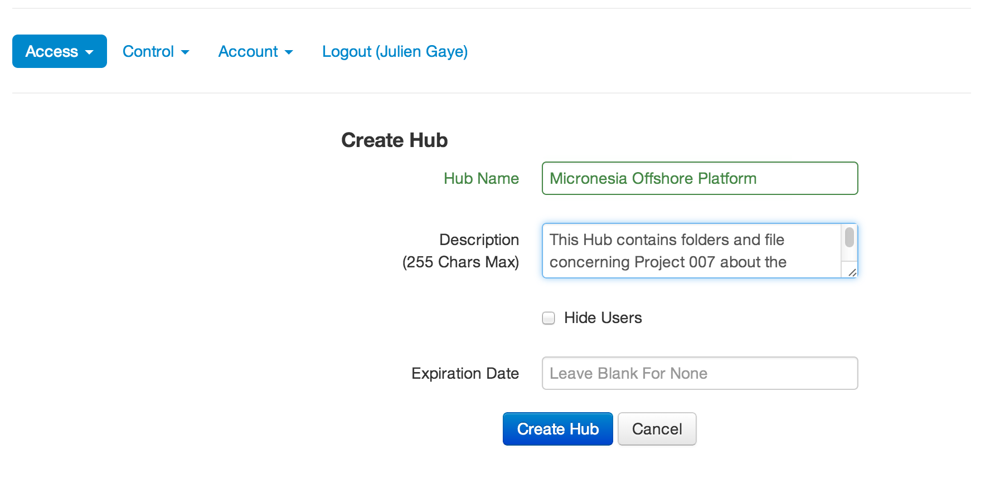 Access Control Account Logout (Julien Gaye)
Create Hub
Hub Name Micronesia Offshore Platform
Description This Hub contains folders and file
(255 Chars Max) concerning Project 007 about the
Hide Users
Expiration Date Leave Blank For None
Create Hub Cancel